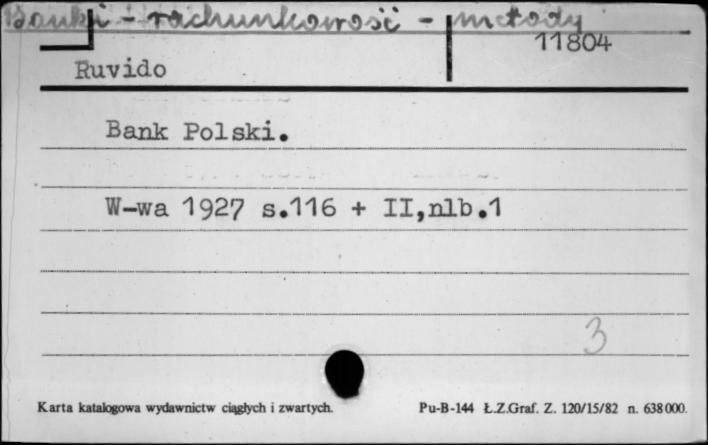 Banki - rachunkowość - metody
11804
Ruvido
Bank Polski.
W-wa 1927 s.116 + II,nlb.1
3
Karta katalogowa wydawnictw ciągłych i zwartych. Pu-B-144 Ł.Z.Graf. Z. 120/15/82 n. 638000.